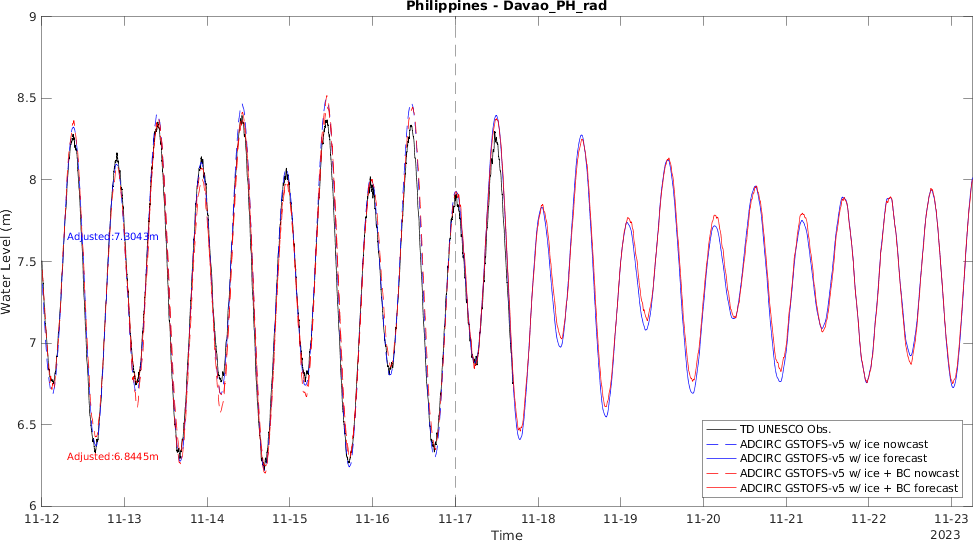 Philippines - Davao_PH_rad
9
8.5
8
7.5
7
6.5
6
Water Level (m)
Adjusted:7.3043m
Adjusted:6.8445m
TD UNESCO Obs.
ADCIRC GSTOFS-v5 w/ ice nowcast
ADCIRC GSTOFS-v5 w/ ice forecast
ADCIRC GSTOFS-v5 w/ ice + BC nowcast
ADCIRC GSTOFS-v5 w/ ice + BC forecast
11-12 11-13 11-14 11-15 11-16 11-17 11-18 11-19 11-20 11-21 11-22 11-23
Time
2023